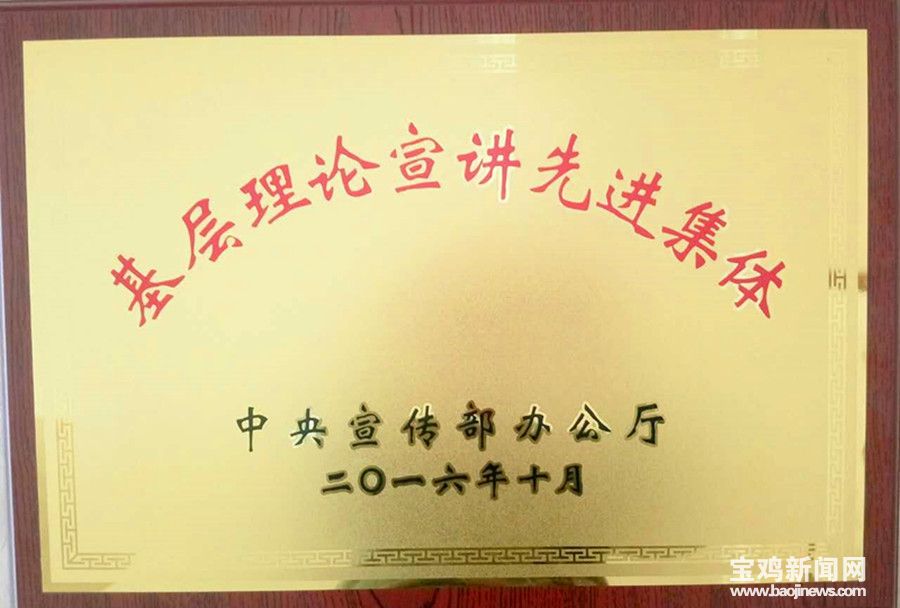 基层理论宣讲先进集体
中央宣传部办公厅
二〇一六年十月
宝鸡新闻网
www.baojinews.com